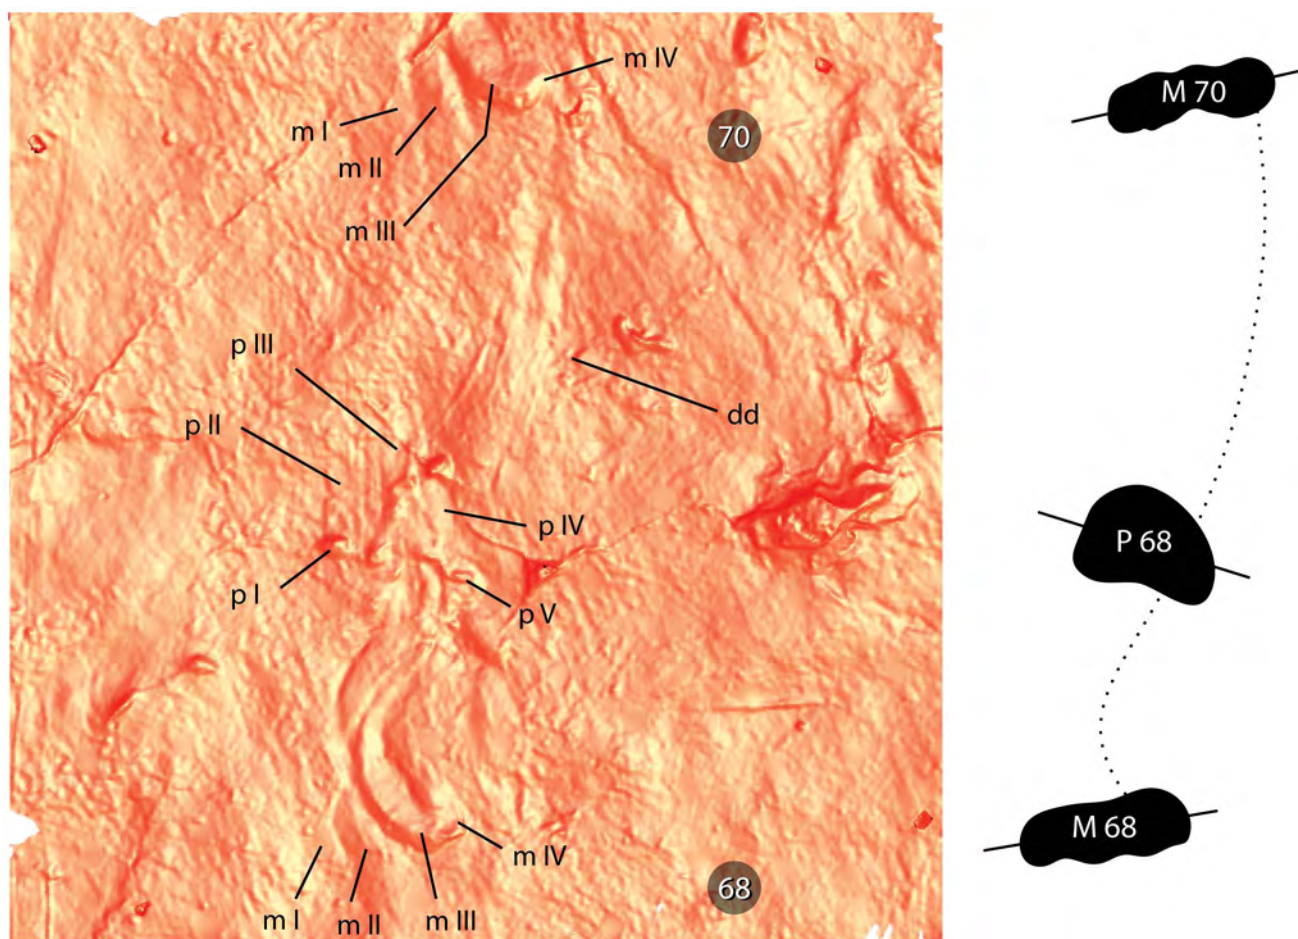 m IV
m I
70
m II
m III
p III
p II
dd
p IV
p I
p V
m IV
m I
m II
m III
68
M 70
P 68
M 68